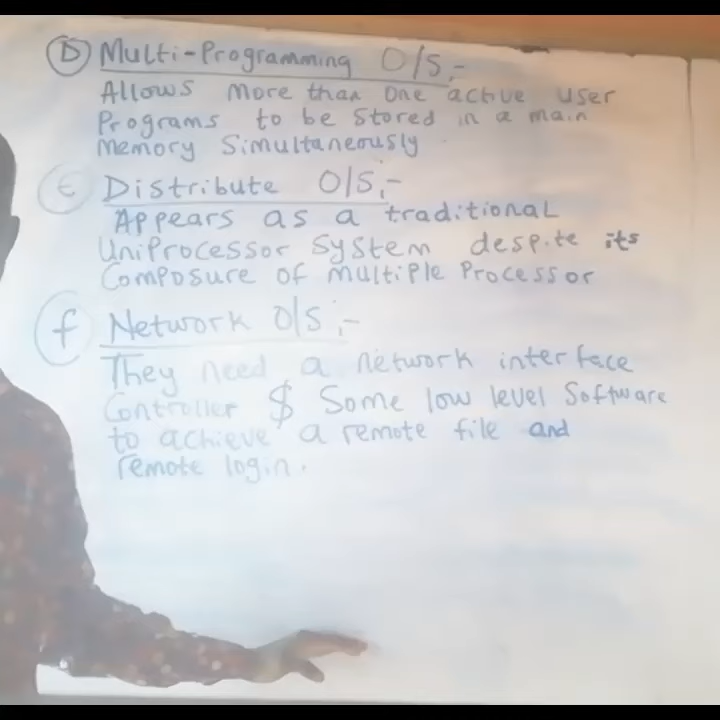 D Multi-Programming O/S;-
Allows more than one active user
Programs to be Stored in a main
Memory Simultaneously
E Distribute O/S;-
Appears as a traditional
UniProcessor System despite its
Composure of multiple Processor
f Network O/S;-
They need a network interface
Controller $ Some low level Software
to achieve a remote file and
remote login.